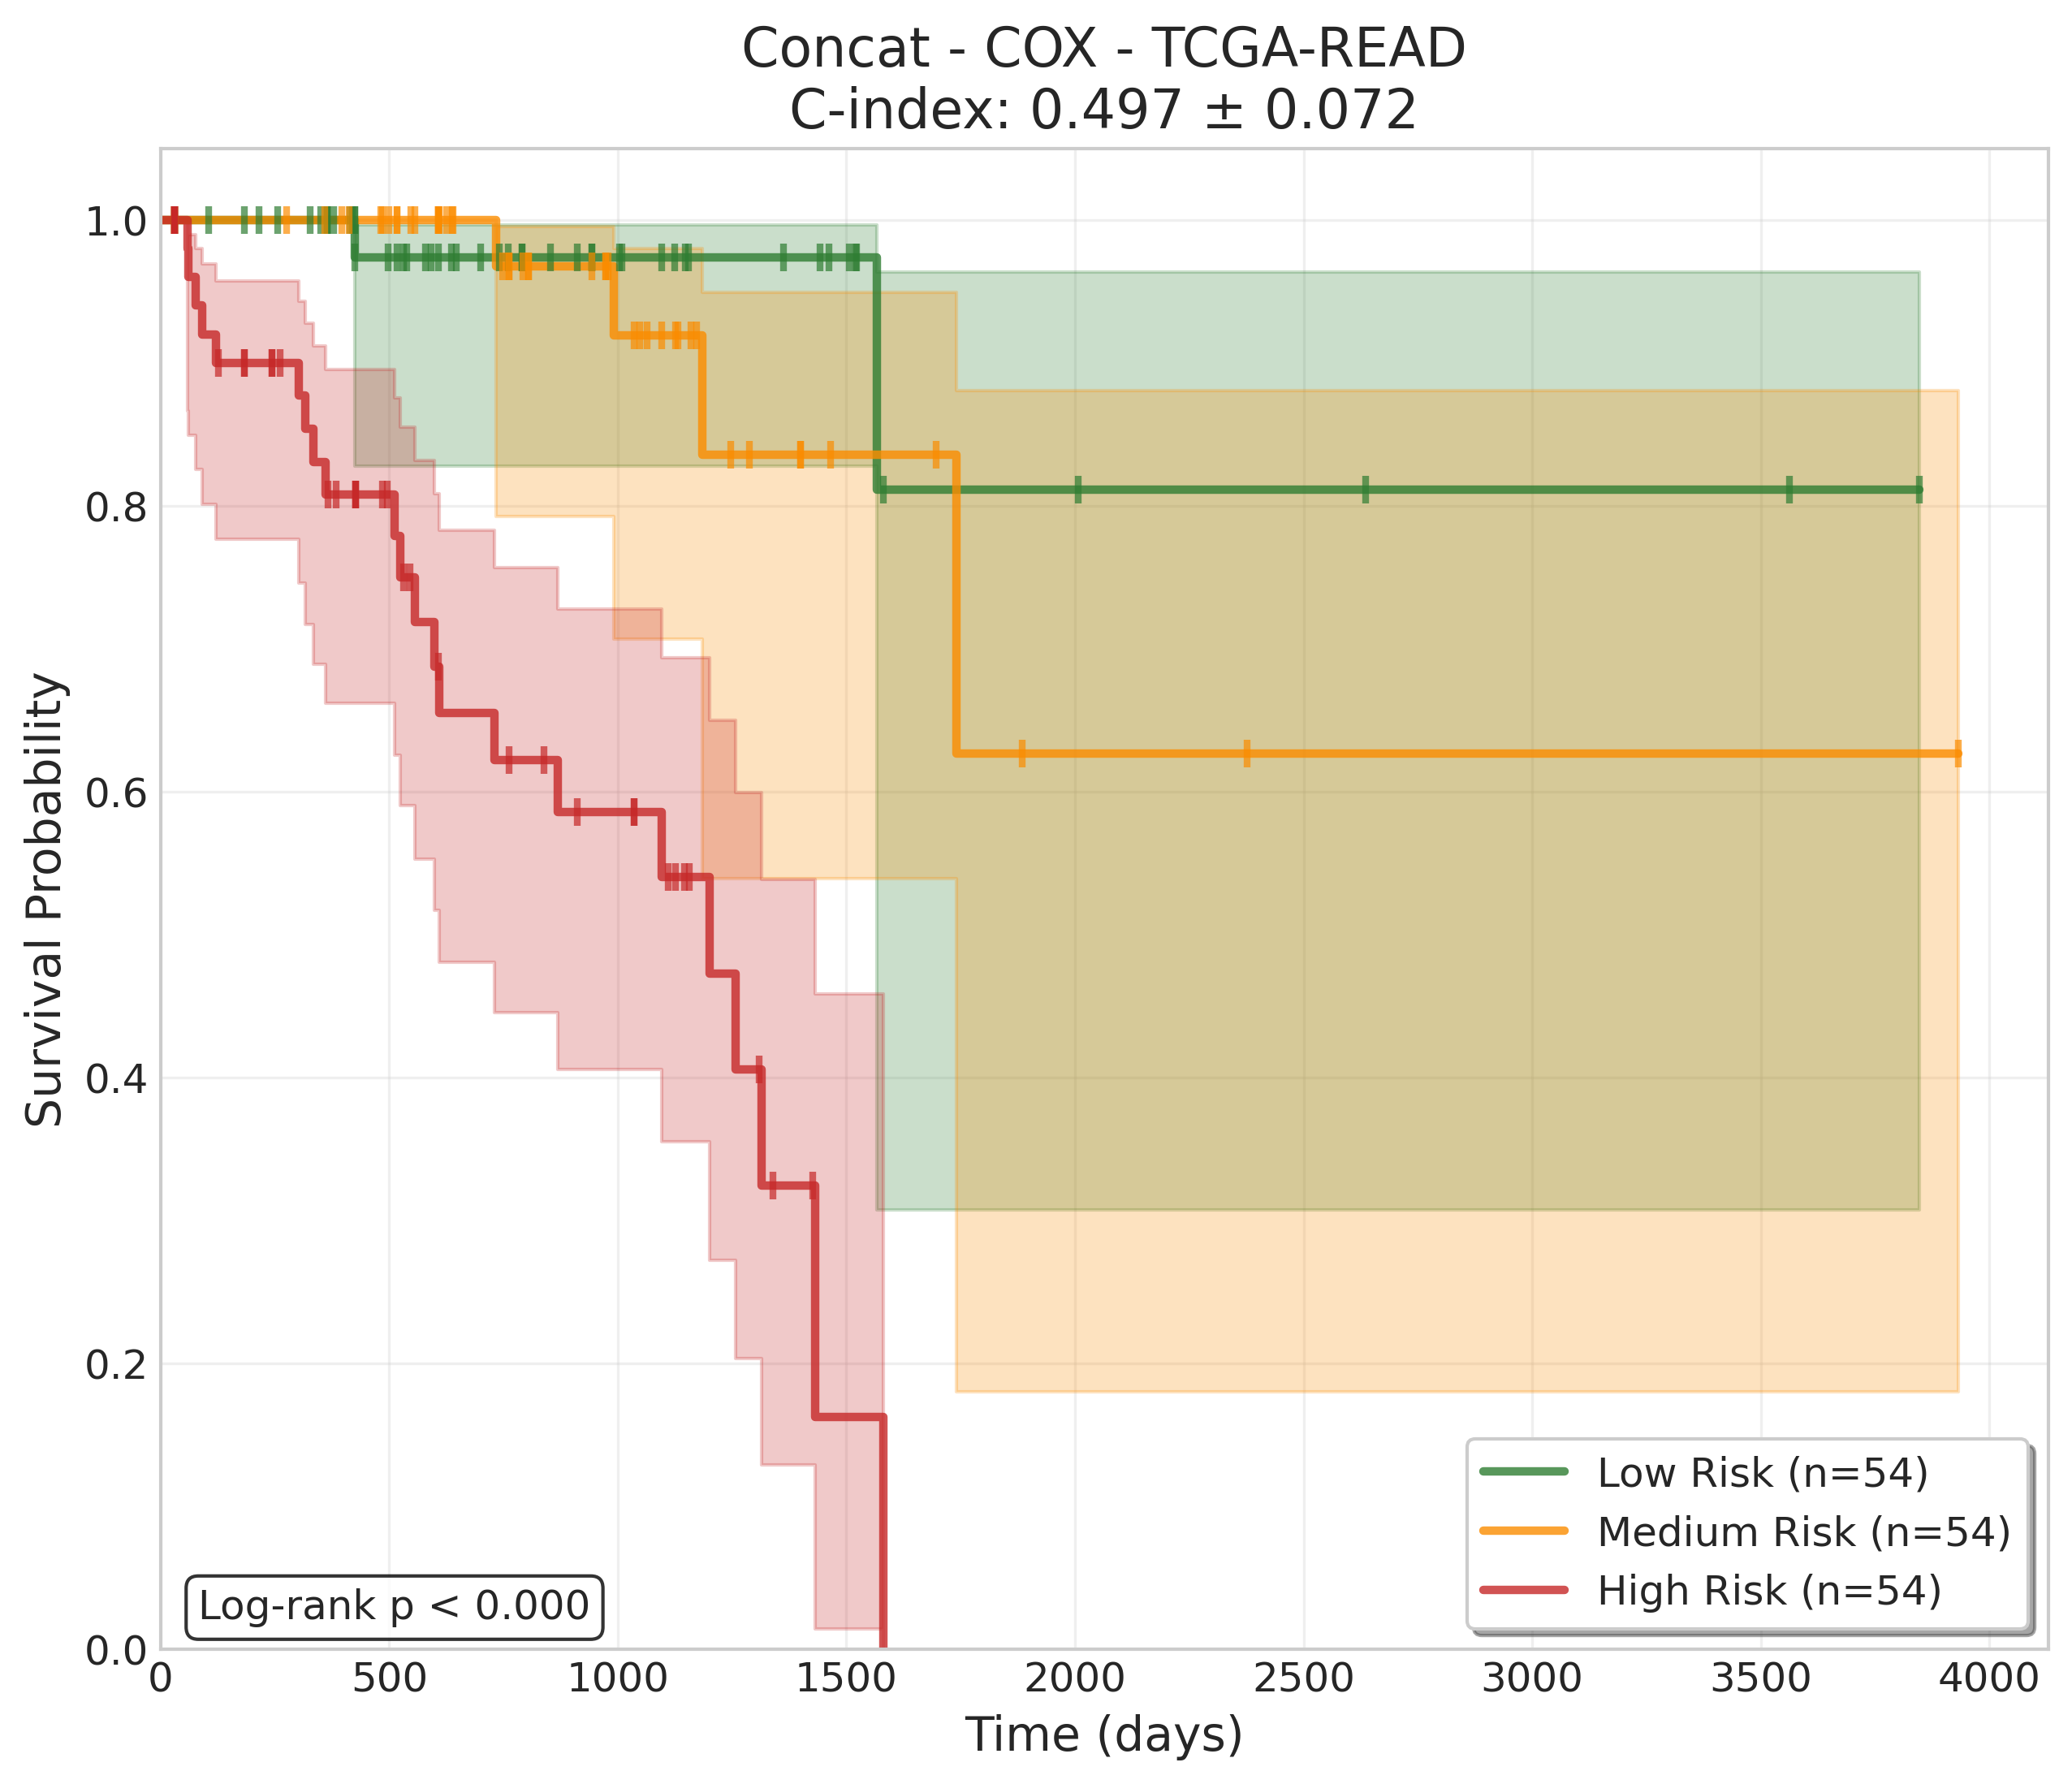 Concat - COX - TCGA-READ
C-index: 0.497 ± 0.072
Survival Probability
1.0
0.8
0.6
0.4
0.2
0.0
Log-rank p < 0.000
Low Risk (n=54)
Medium Risk (n=54)
High Risk (n=54)
0 500 1000 1500 2000 2500 3000 3500 4000
Time (days)